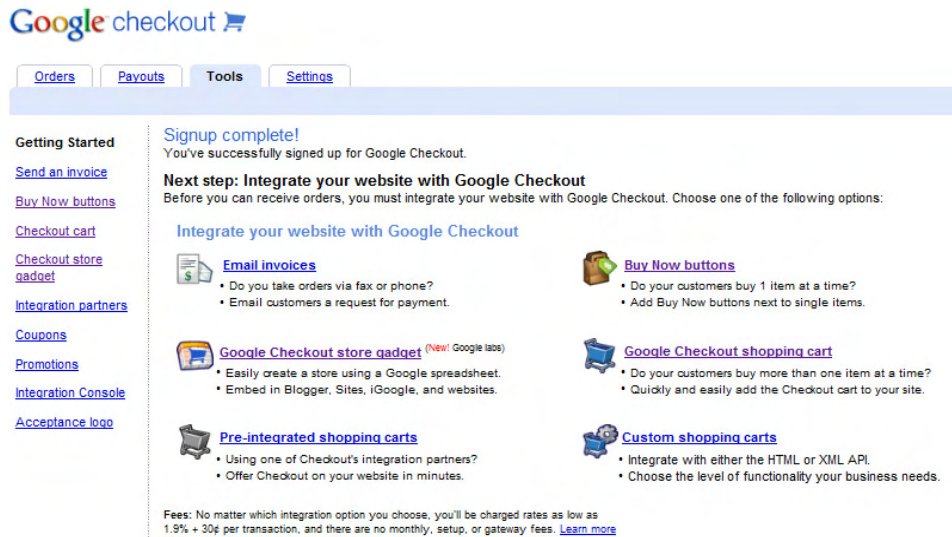 Google checkout
Orders
Payouts
Tools
Settings
Getting Started
Send an invoice
Buy Now buttons
Checkout cart
Checkout store
gadget
Integration partners
Coupons
Promotions
Integration Console
Acceptance logo
Signup complete!
You've successfully signed up for Google Checkout.
Next step: Integrate your website with Google Checkout
Before you can receive orders, you must integrate your website with Google Checkout. Choose one of the following options:
Integrate your website with Google Checkout
Email invoices
• Do you take orders via fax or phone?
• Email customers a request for payment.
Buy Now buttons
• Do your customers buy 1 item at a time?
• Add Buy Now buttons next to single items.
Google Checkout store gadget (New! Google labs)
• Easily create a store using a Google spreadsheet.
• Embed in Blogger, Sites, iGoogle, and websites.
Google Checkout shopping cart
• Do your customers buy more than one item at a time?
• Quickly and easily add the Checkout cart to your site.
Pre-integrated shopping carts
• Using one of Checkout's integration partners?
• Offer Checkout on your website in minutes.
Custom shopping carts
• Integrate with either the HTML or XML API.
• Choose the level of functionality your business needs.
Fees: No matter which integration option you choose, you'll be charged rates as low as
1.9% + 30¢ per transaction, and there are no monthly, setup, or gateway fees. Learn more